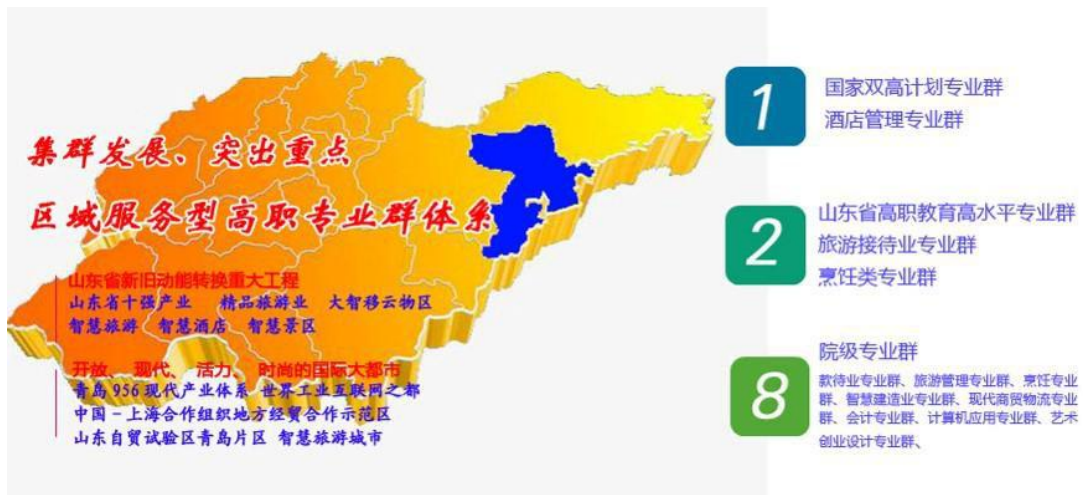 集群发展、突出重点
区域服务型高职专业群体系
山东省新旧动能转换重大工程
山东省十强产业 精品旅游业 大智移云物区
智慧旅游 智慧酒店 智慧景区
开放、现代、活力、时尚的国际大都市
青岛956现代产业体系 世界工业互联网之都
中国-上海合作组织地方经贸合作示范区
山东自贸试验区青岛片区 智慧旅游城市
1
国家双高计划专业群
酒店管理专业群
2
山东省高职教育高水平专业群
旅游接待业专业群
烹饪类专业群
8
院级专业群
款待业专业群、旅游管理专业群、烹饪专业
群、智慧建造业专业群、现代商贸物流专业
群、会计专业群、计算机应用专业群、艺术
创业设计专业群、